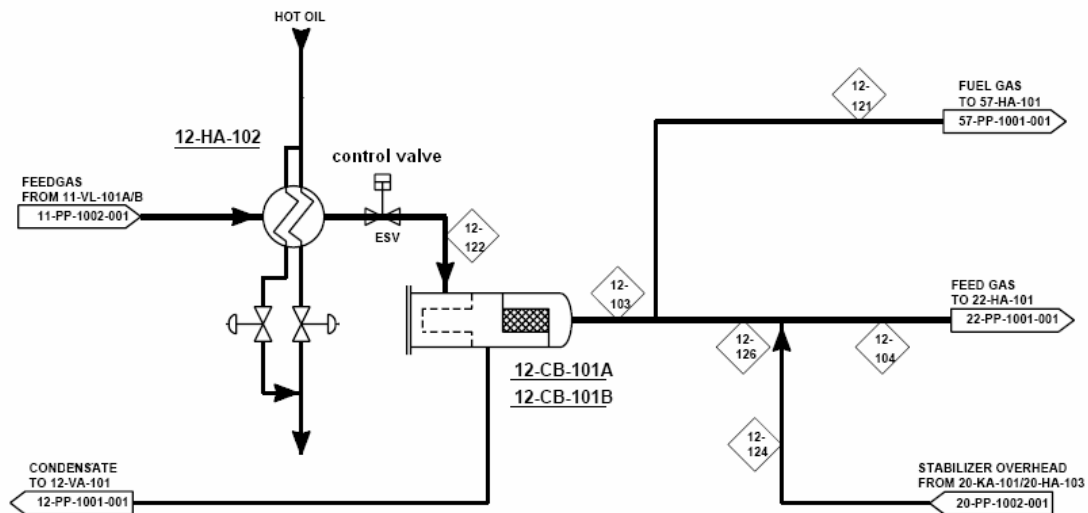 HOT OIL
12-
121
FUEL GAS
TO 57-HA-101
57-PP-1001-001
12-HA-102
control valve
FEEDGAS
FROM 11-VL-101A/B
11-PP-1002-001
ESV
12-
122
12-
103
FEED GAS
TO 22-HA-101
22-PP-1001-001
12-
126
12-
104
12-CB-101A
12-CB-101B
12-
124
CONDENSATE
TO 12-VA-101
12-PP-1001-001
STABILIZER OVERHEAD
FROM 20-KA-101/20-HA-103
20-PP-1002-001